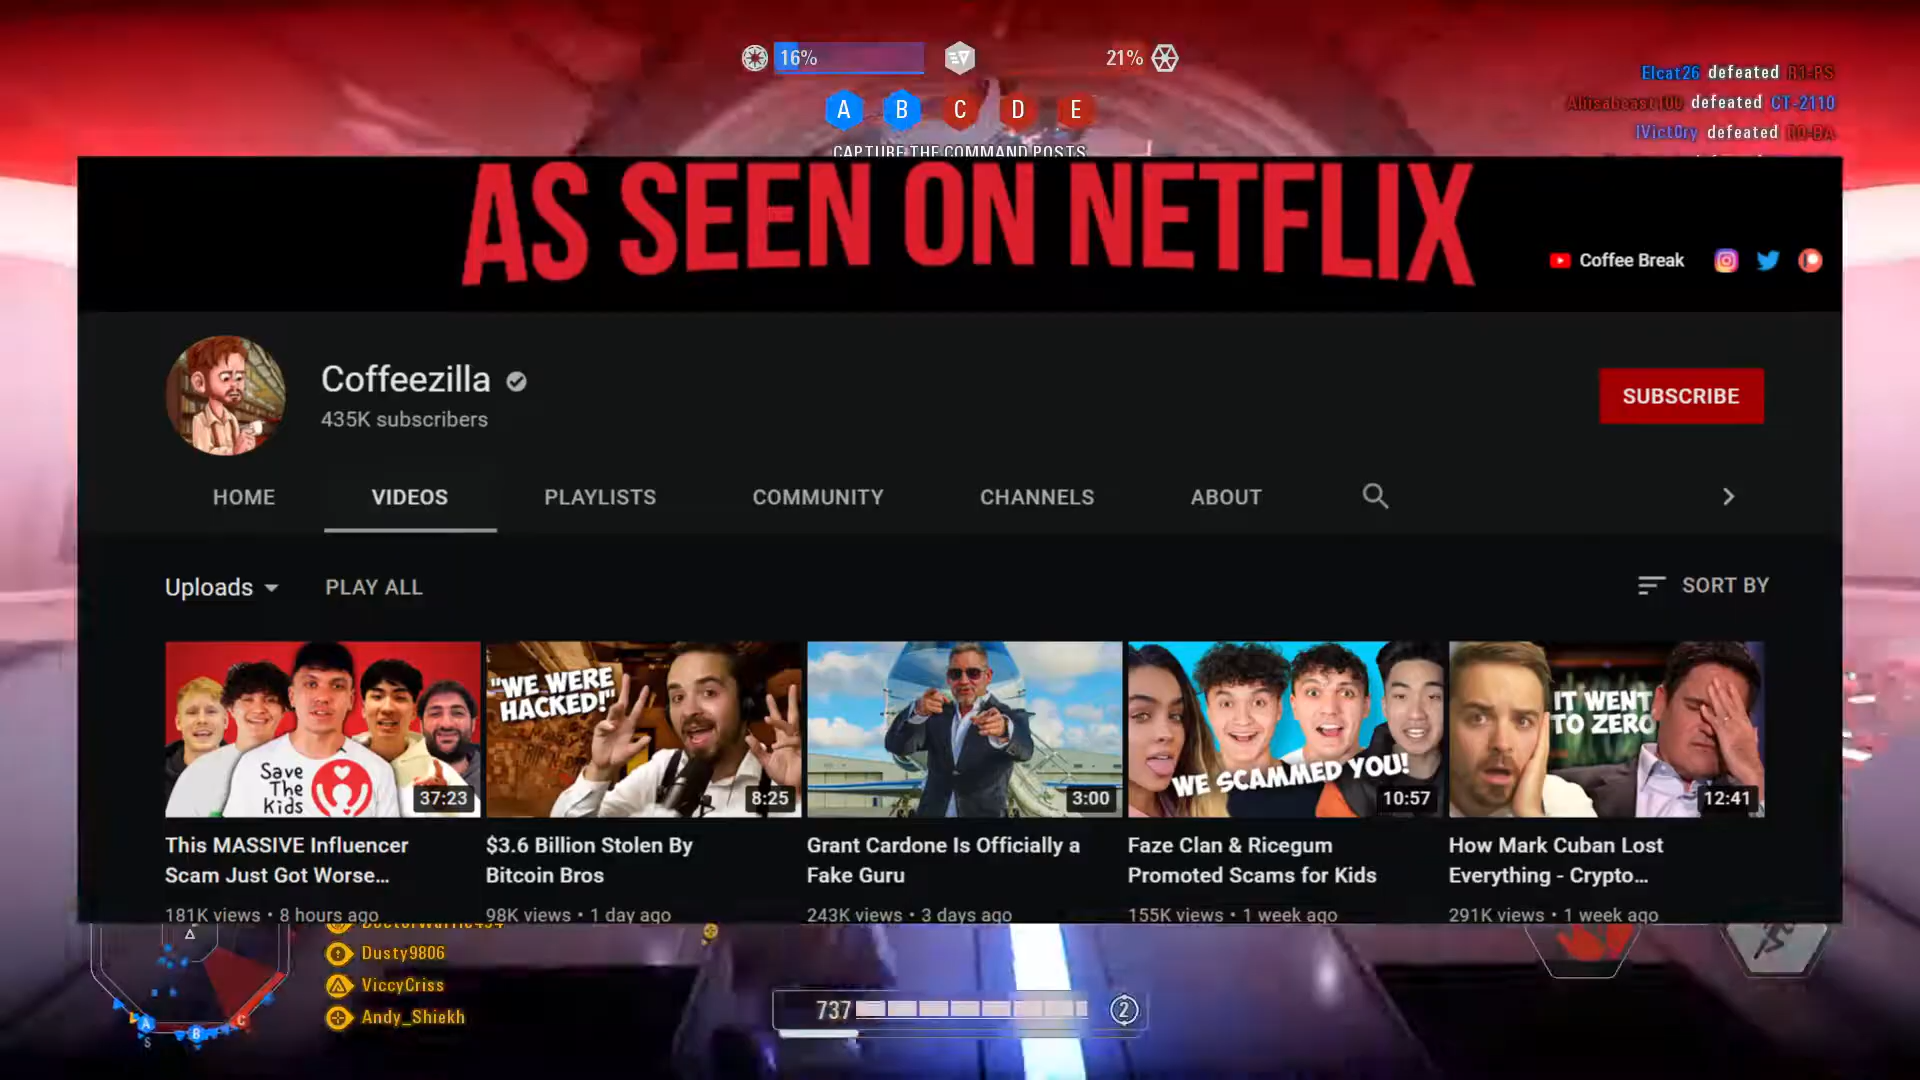 16%
21%
A B C D E
CAPTURE THE COMMAND POSTS
Elcat26 defeated R1-PS
defeated CT-2110
lVict0ry defeated
AS SEEN ON NETFLIX
Coffee Break
Coffeezilla
435K subscribers
SUBSCRIBE
HOME
VIDEOS
PLAYLISTS
COMMUNITY
CHANNELS
ABOUT
Uploads
PLAY ALL
SORT BY
Save
The
Kids
37:23
"WE WERE
HACKED!"
8:25
3:00
WE SCAMMED YOU!
10:57
IT WENT
TO ZERO
12:41
This MASSIVE Influencer
Scam Just Got Worse...
181K views • 8 hours ago
$3.6 Billion Stolen By
Bitcoin Bros
98K views • 1 day ago
Grant Cardone Is Officially a
Fake Guru
243K views • 3 days ago
Faze Clan & Ricegum
Promoted Scams for Kids
155K views • 1 week ago
How Mark Cuban Lost
Everything - Crypto...
291K views • 1 week ago
Dusty9806
ViccyCriss
Andy_Shiekh
A
B
C
S
737
2